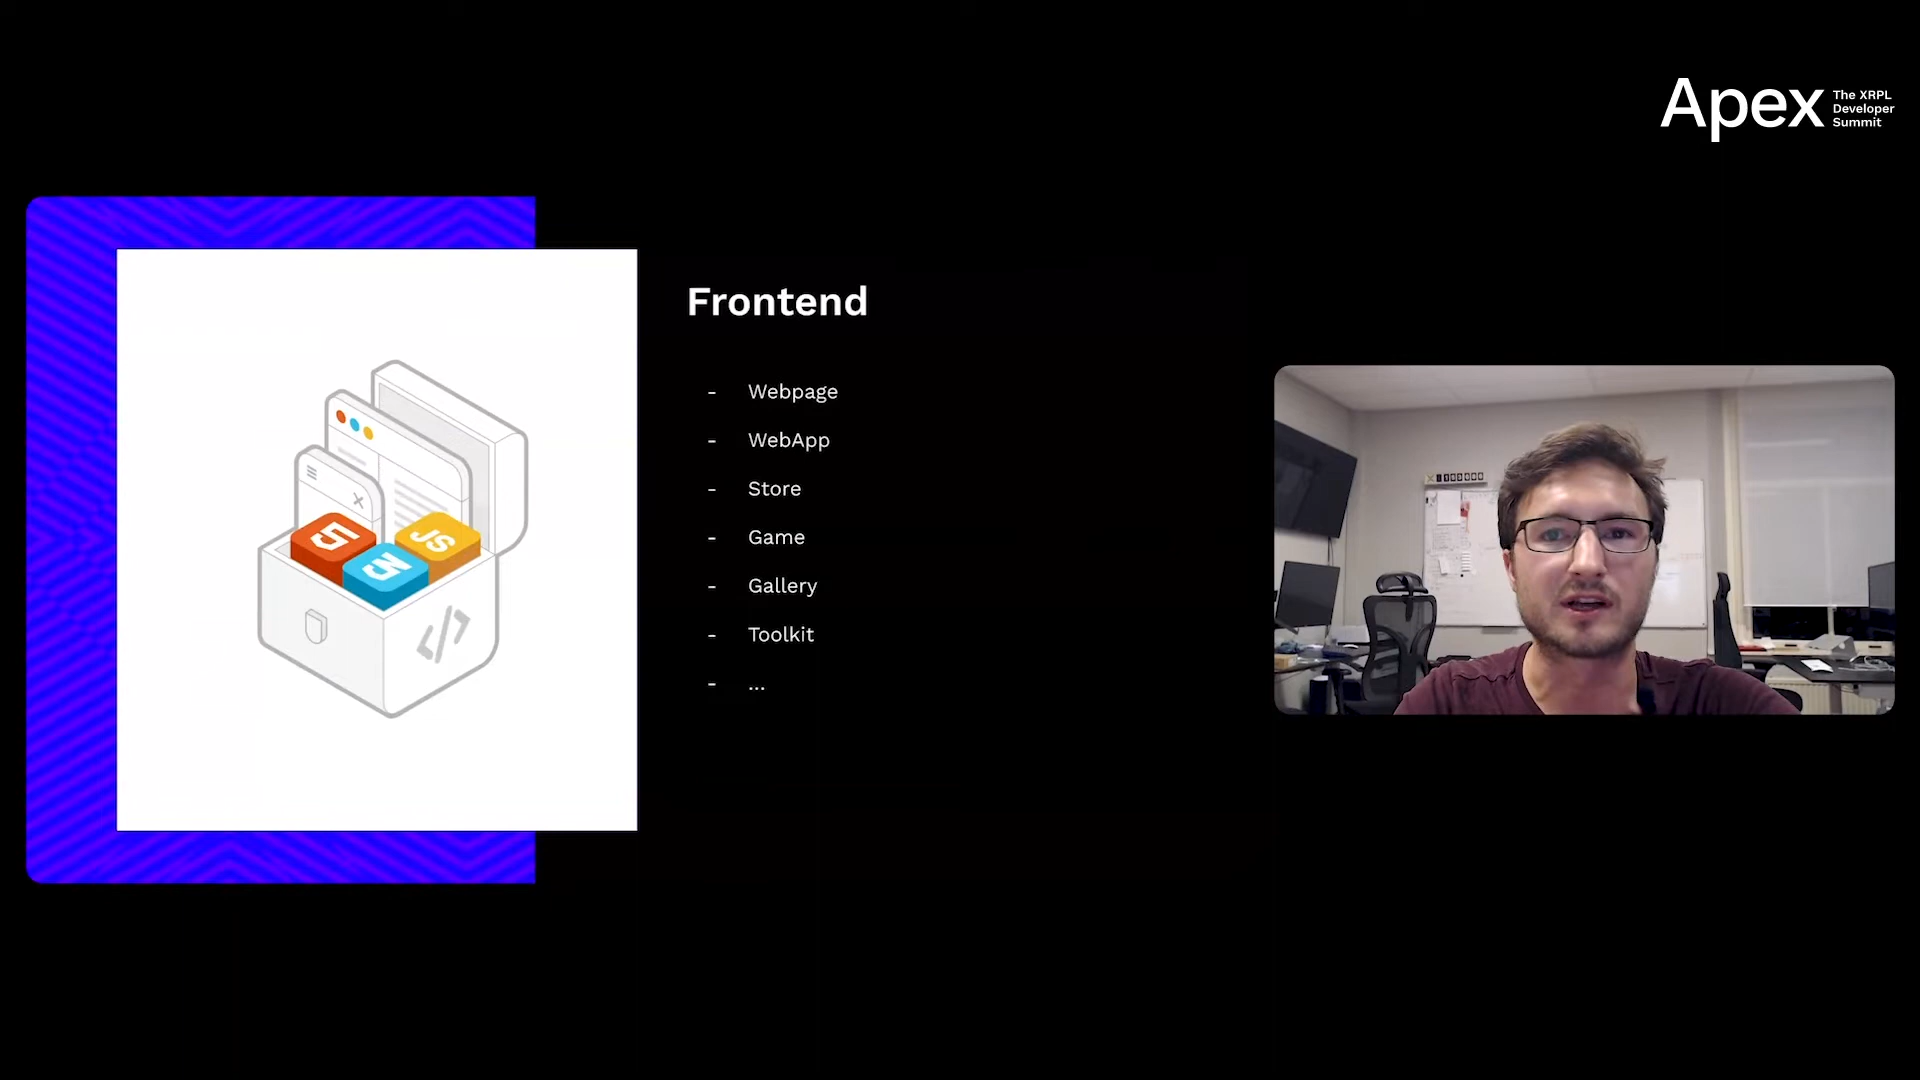 Apex
The XRPL
Developer
Summit
Frontend
- Webpage
- WebApp
- Store
- Game
- Gallery
- Toolkit
- ...
5
3
JS
</>